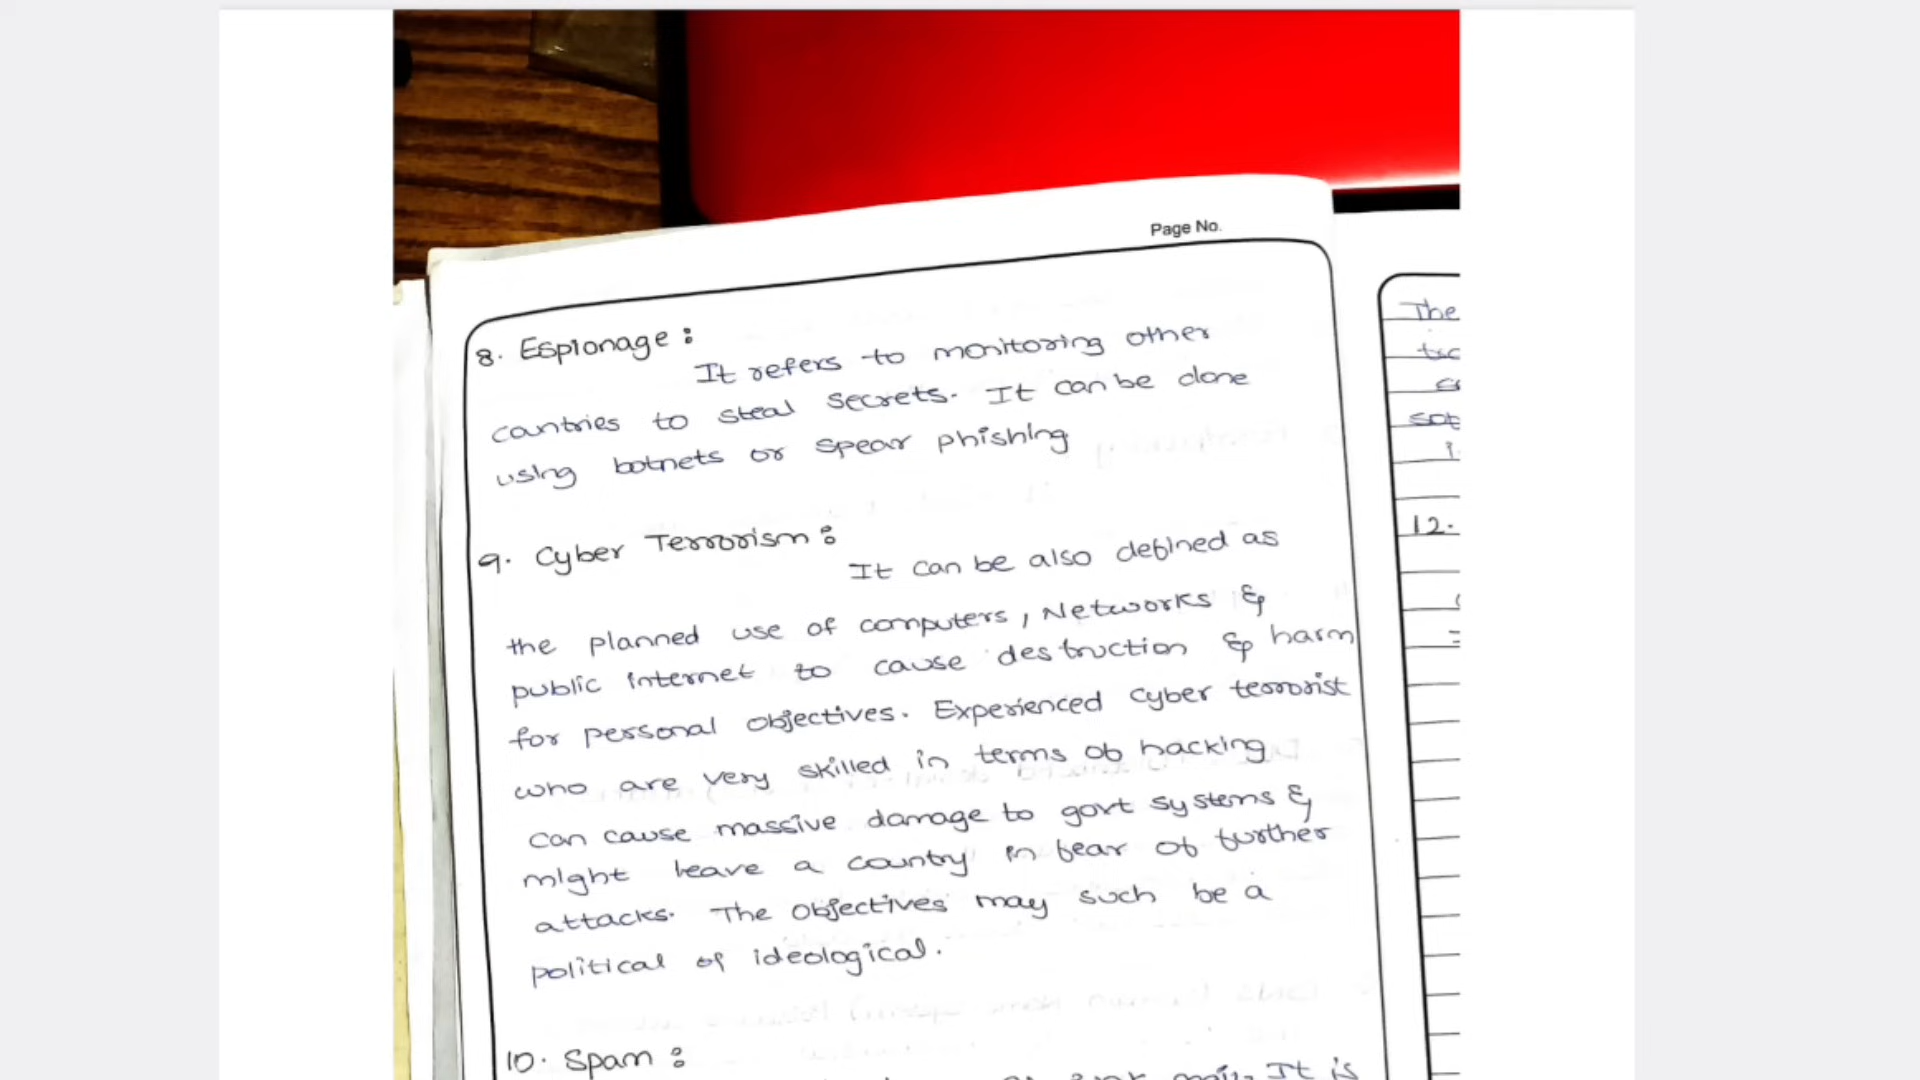 Page No.
8. Espionage :
It refers to monitoring other
countries to steal secrets. It can be done
using botnets or spear phishing
9. Cyber Terrorism :
It can be also defined as
the planned use of computers, Networks &
public internet to cause destruction & harm
for personal objectives. Experienced cyber terrorist
who are very skilled in terms of hacking
can cause massive damage to govt systems &
might leave a country in fear of further
attacks. The objectives may such be a
political of ideological.
10. Spam :
mail. It is
The
12.